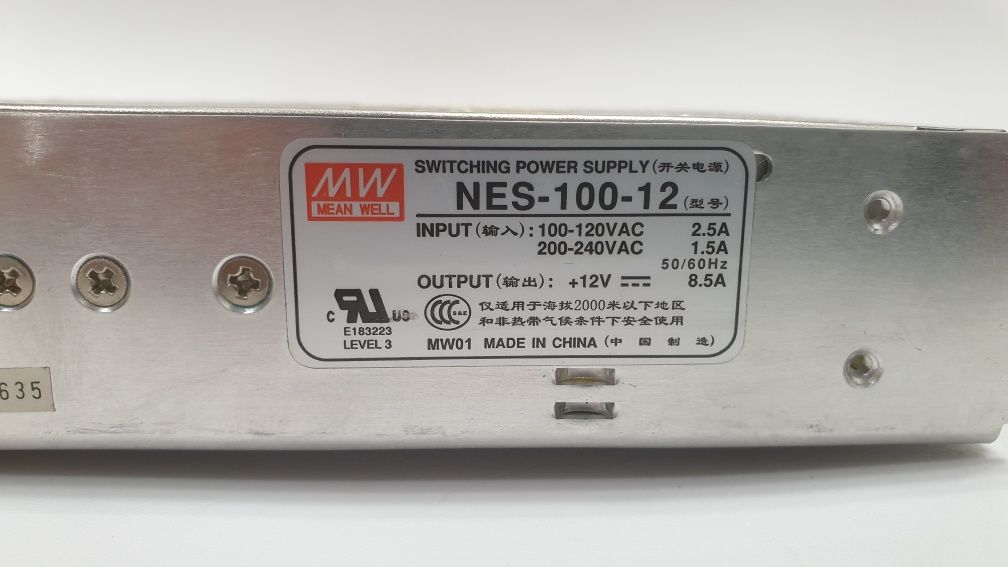 MW
MEAN WELL
SWITCHING POWER SUPPLY (开关电源)
NES-100-12 (型号)
INPUT (输入) : 100-120VAC 2.5A
200-240VAC 1.5A
50/60Hz
OUTPUT (输出) : +12V 8.5A
c RU US
E183223
LEVEL 3
CCC S&E
仅适用于海拔2000米以下地区
和非热带气候条件下安全使用
MW01 MADE IN CHINA (中国制造)
635